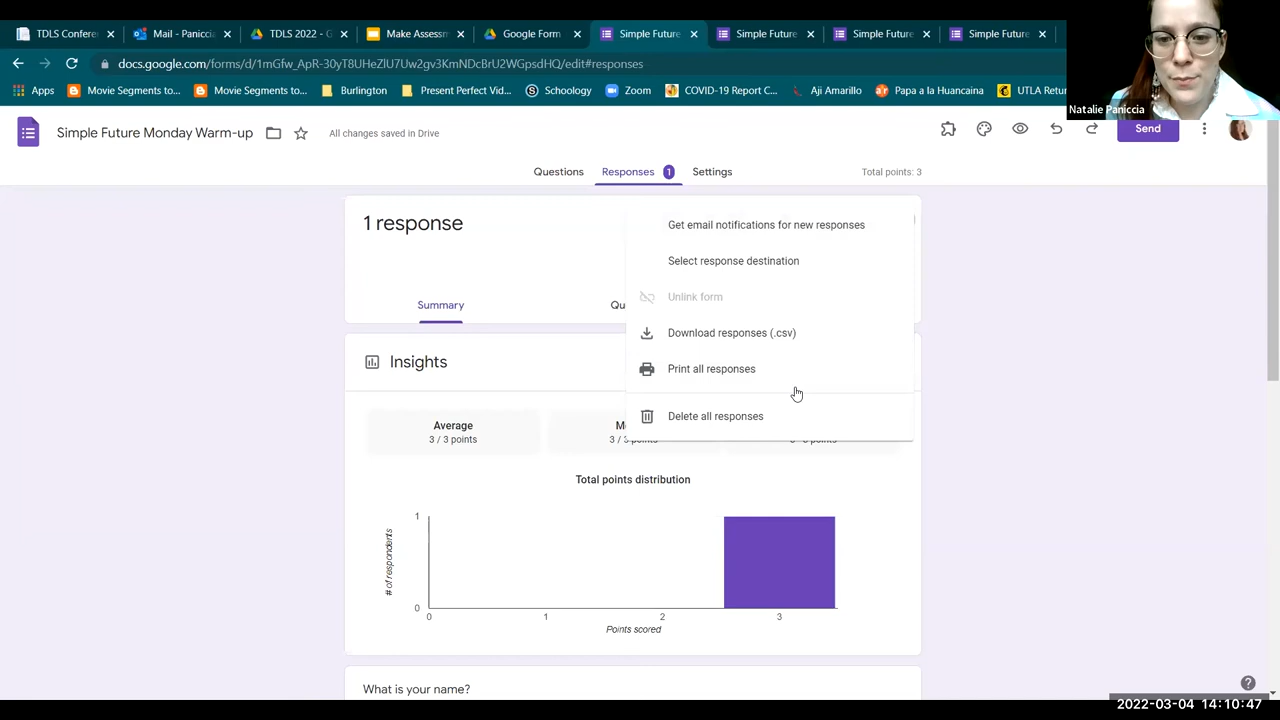 TDLS Confere
Mail - Paniccia
TDLS 2022 - G
Make Assessm
Google Form
Simple Future
Simple Future
Simple Future
Simple Future
docs.google.com/forms/d/1mGfw_ApR-30yT8UHeZlU7Uw2gv3KmNDcBrU2WGpsdHQ/edit#responses
Apps
Movie Segments to...
Movie Segments to...
Burlington
Present Perfect Vid...
Schoology
Zoom
COVID-19 Report C...
Aji Amarillo
Papa a la Huancaina
UTLA Retu
Natalie Paniccia
Simple Future Monday Warm-up
All changes saved in Drive
Send
Questions
Responses 1
Settings
Total points: 3
1 response
Get email notifications for new responses
Select response destination
Unlink form
Download responses (.csv)
Print all responses
Delete all responses
Summary
Qu
Insights
Average
3 / 3 points
M
3 / 3 points
Total points distribution
# of respondents
1
0
0 1 2 3
Points scored
What is your name?
2022-03-04 14:10:47